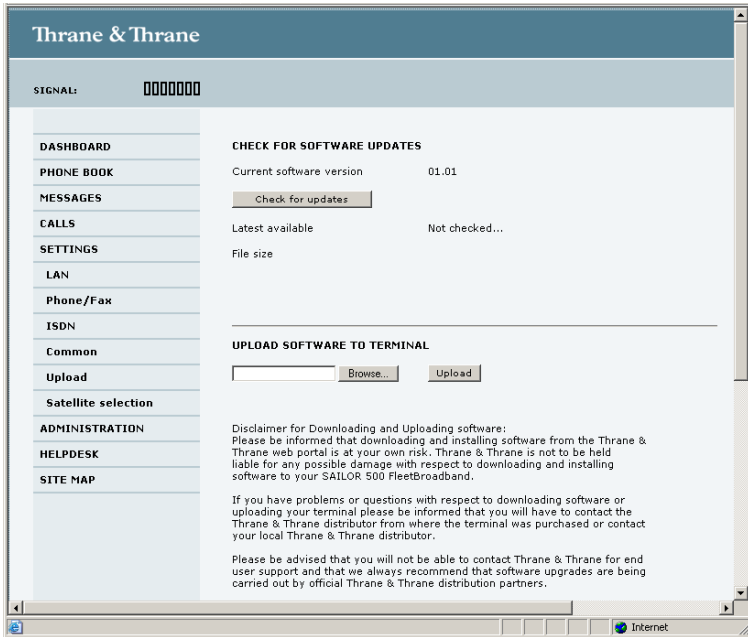 Thrane & Thrane
SIGNAL:
DASHBOARD
PHONE BOOK
MESSAGES
CALLS
SETTINGS
LAN
Phone/Fax
ISDN
Common
Upload
Satellite selection
ADMINISTRATION
HELPDESK
SITE MAP
CHECK FOR SOFTWARE UPDATES
Current software version 01.01
Check for updates
Latest available Not checked...
File size
UPLOAD SOFTWARE TO TERMINAL
Browse... Upload
Disclaimer for Downloading and Uploading software:
Please be informed that downloading and installing software from the Thrane &
Thrane web portal is at your own risk. Thrane & Thrane is not to be held
liable for any possible damage with respect to downloading and installing
software to your SAILOR 500 FleetBroadband.
If you have problems or questions with respect to downloading software or
uploading your terminal please be informed that you will have to contact the
Thrane & Thrane distributor from where the terminal was purchased or contact
your local Thrane & Thrane distributor.
Please be advised that you will not be able to contact Thrane & Thrane for end
user support and that we always recommend that software upgrades are being
carried out by official Thrane & Thrane distribution partners.
Internet